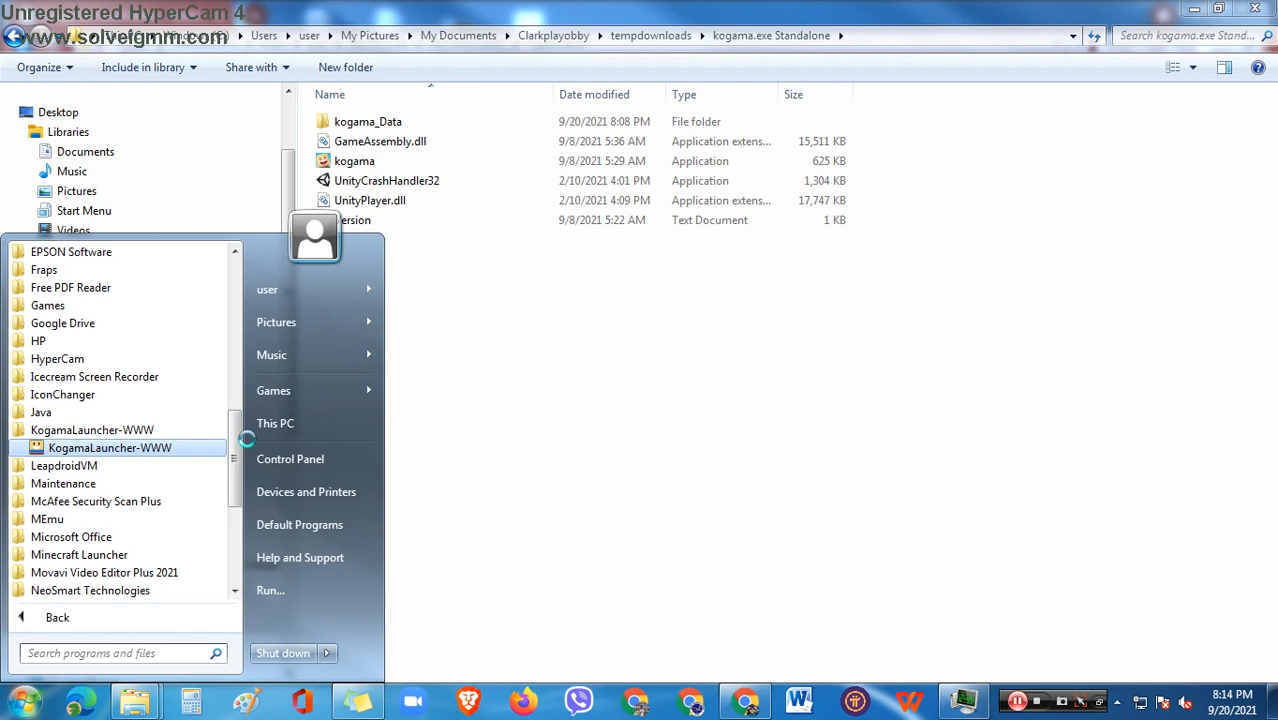 Unregistered HyperCam 4
www.solveigmm.com
Users
user
My Pictures
My Documents
Clarkplayobby
tempdownloads
kogama.exe Standalone
Search kogama.exe Stand...
Organize
Include in library
Share with
New folder
Name
Date modified
Type
Size
kogama_Data
9/20/2021 8:08 PM
File folder
GameAssembly.dll
9/8/2021 5:36 AM
Application extens...
15,511 KB
kogama
9/8/2021 5:29 AM
Application
625 KB
UnityCrashHandler32
2/10/2021 4:01 PM
Application
1,304 KB
UnityPlayer.dll
2/10/2021 4:09 PM
Application extens...
17,747 KB
version
9/8/2021 5:22 AM
Text Document
1 KB
Desktop
Libraries
Documents
Music
Pictures
Start Menu
Videos
EPSON Software
Fraps
Free PDF Reader
Games
Google Drive
HP
HyperCam
Icecream Screen Recorder
IconChanger
Java
KogamaLauncher-WWW
KogamaLauncher-WWW
LeapdroidVM
Maintenance
McAfee Security Scan Plus
MEmu
Microsoft Office
Minecraft Launcher
Movavi Video Editor Plus 2021
NeoSmart Technologies
Back
Search programs and files
user
Pictures
Music
Games
This PC
Control Panel
Devices and Printers
Default Programs
Help and Support
Run...
Shut down
8:14 PM
9/20/2021